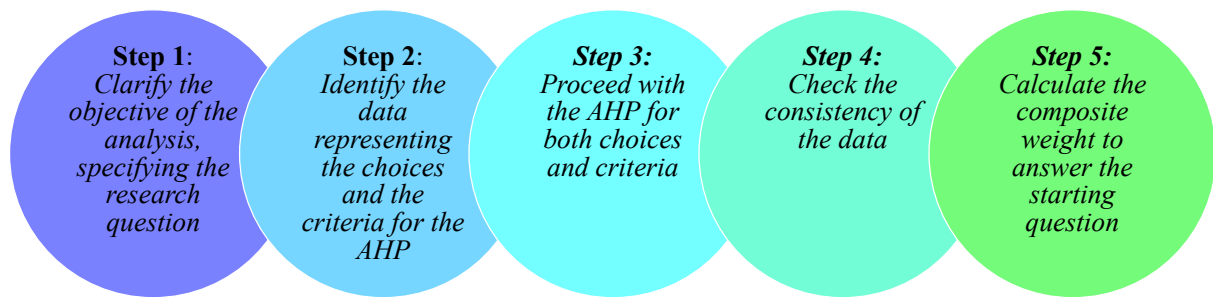 Step 1:
Clarify the
objective of the
analysis,
specifying the
research
question
Step 2:
Identify the
data
representing
the choices
and the
criteria for the
AHP
Step 3:
Proceed with
the AHP for
both choices
and criteria
Step 4:
Check the
consistency of
the data
Step 5:
Calculate the
composite
weight to
answer the
starting
question